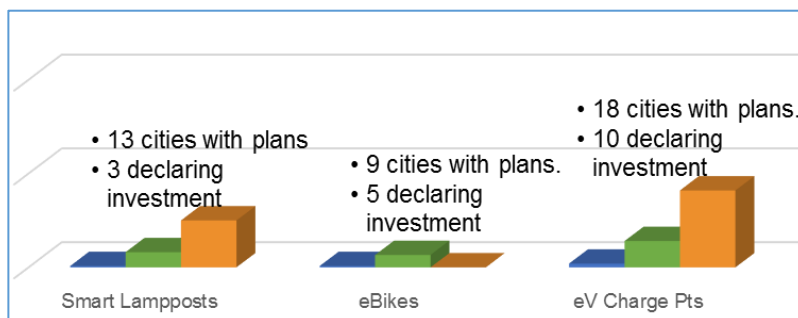 • 13 cities with plans
• 3 declaring
investment
• 9 cities with plans.
• 5 declaring
investment
• 18 cities with plans.
• 10 declaring
investment
Smart Lampposts
eBikes
eV Charge Pts